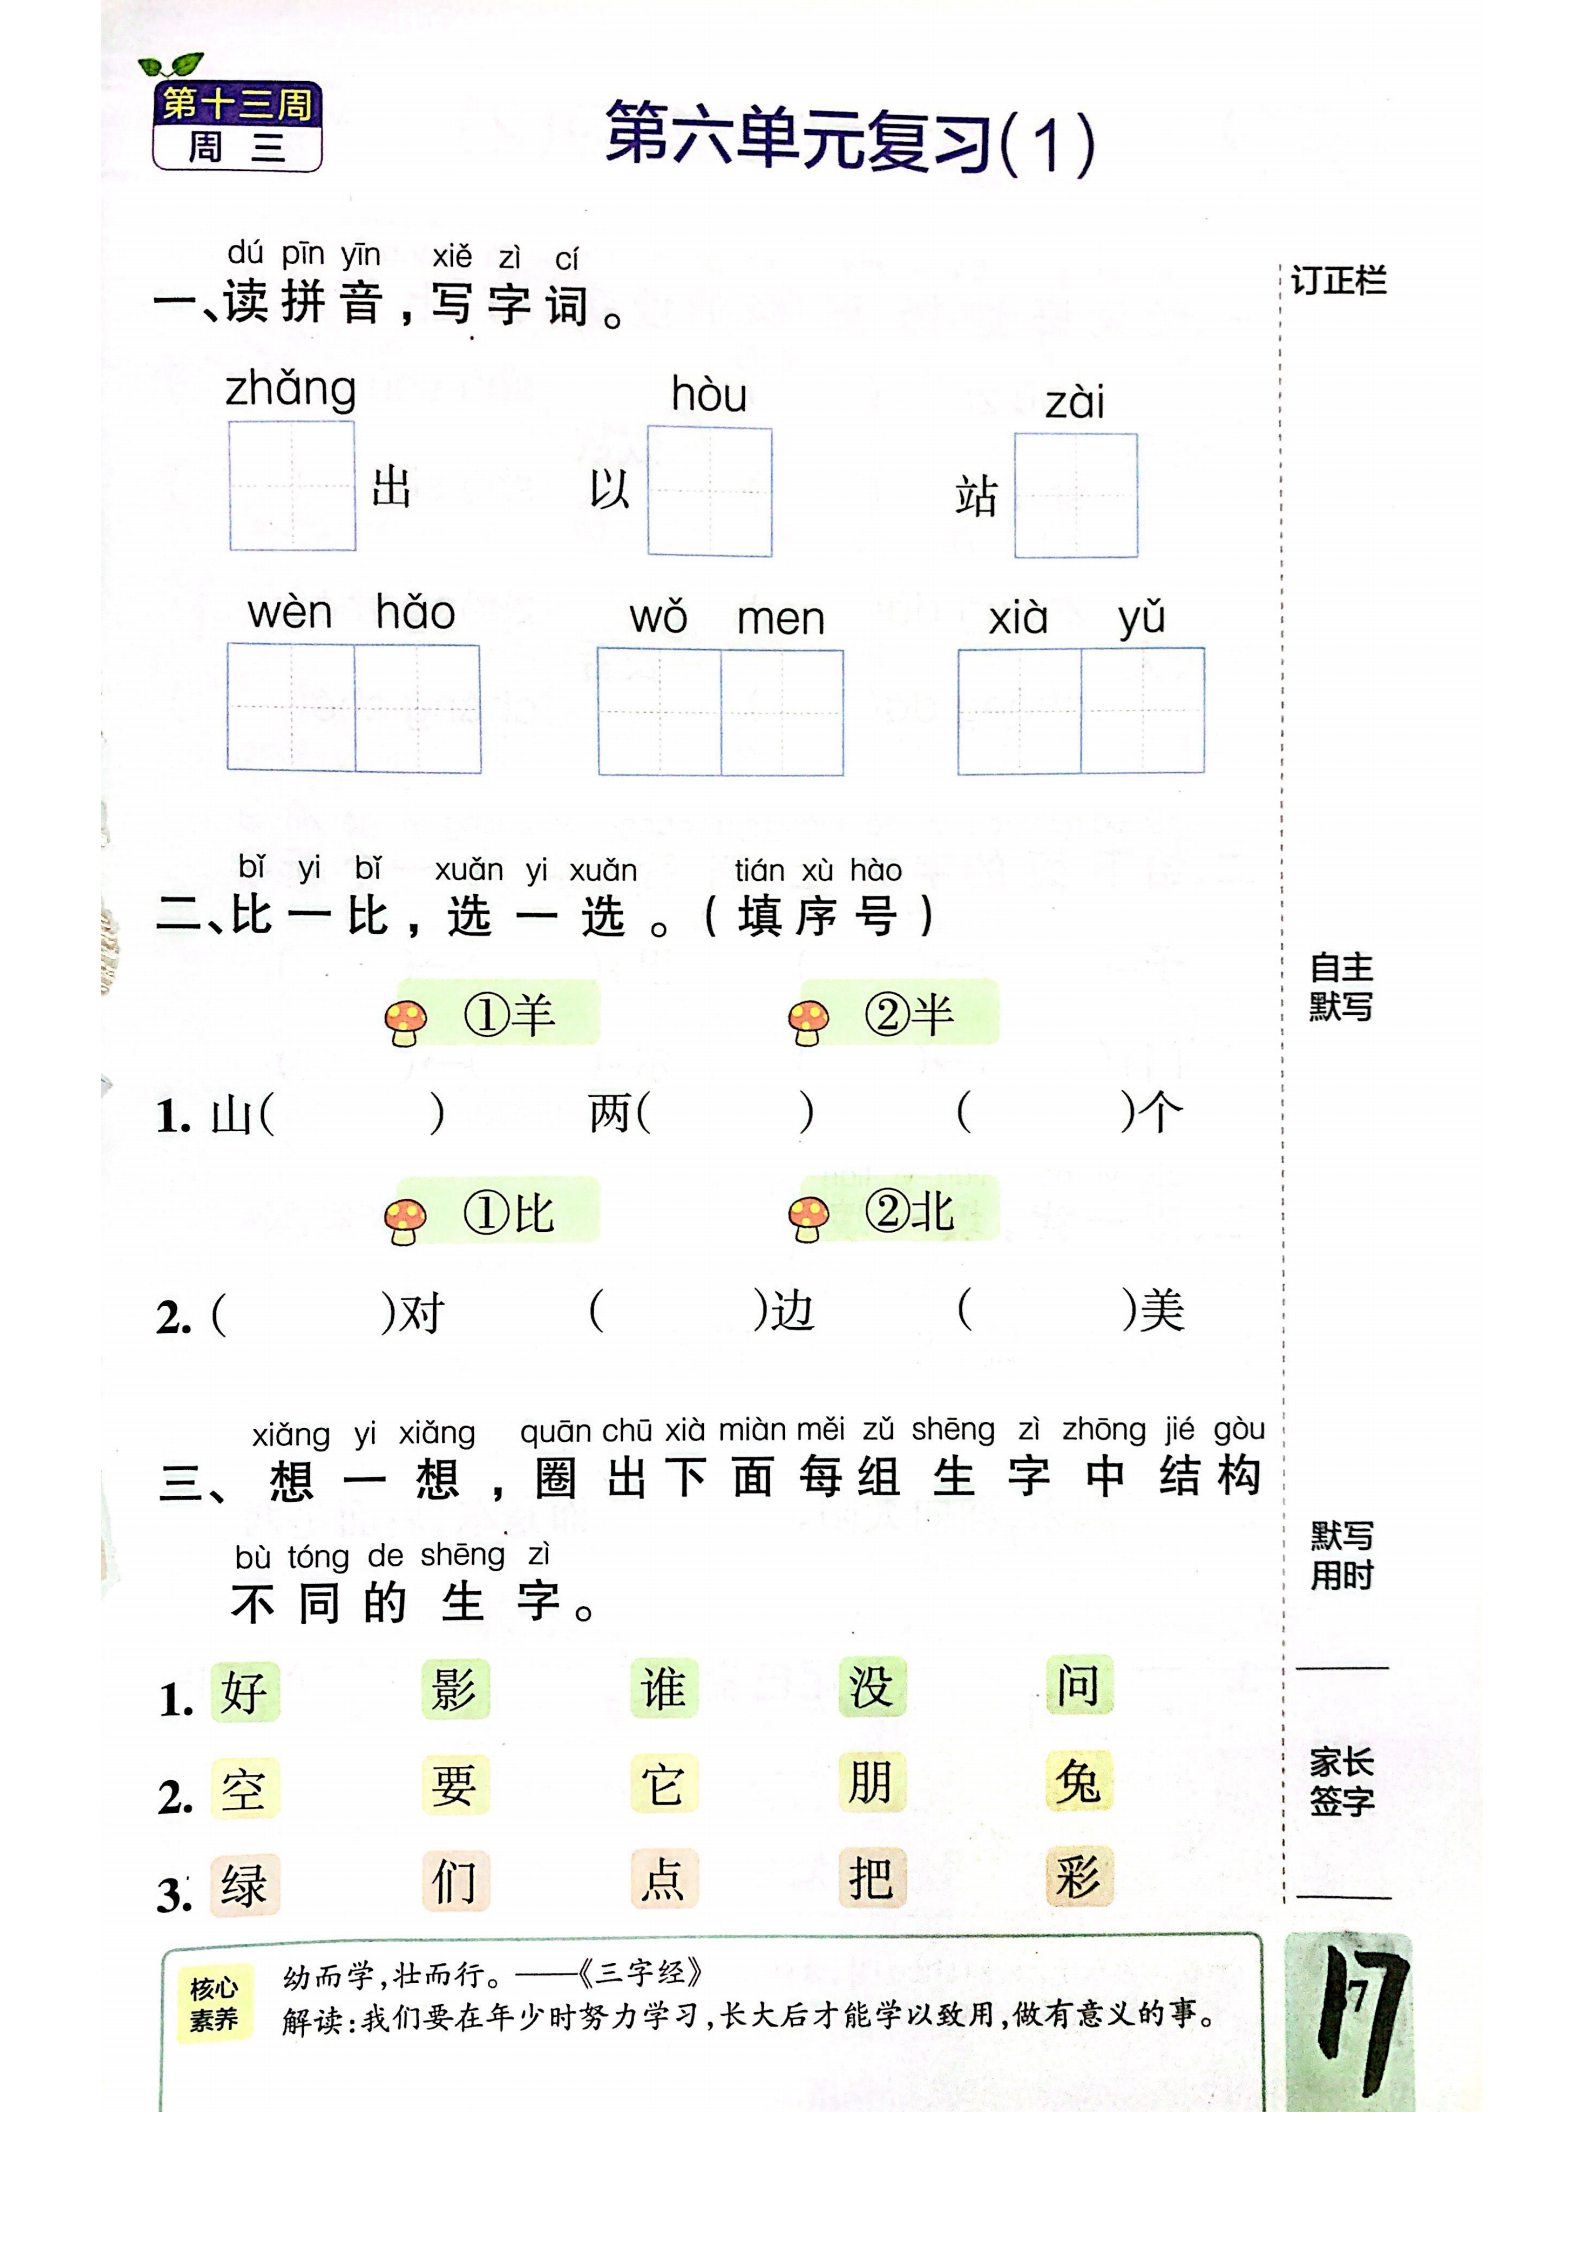 第十三周
周 三
第六单元复习(1)
dú pīn yīn xiě zì cí
一、读拼音,写字词。
订正栏
zhǎng hòu zài
出 以 站
wèn hǎo wǒ men xià yǔ
bǐ yi bǐ xuǎn yi xuǎn tián xù hào
二、比一比,选一选。(填序号)
自主
默写
①羊 ②半
1. 山( ) 两( ) ( )个
①比 ②北
2. ( )对 ( )边 ( )美
xiǎng yi xiǎng quān chū xià miàn měi zǔ shēng zì zhōng jié gòu
三、想一想,圈出下面每组生字中结构
bù tóng de shēng zì
不同的生字。
默写
用时
1. 好 影 谁 没 问
2. 空 要 它 朋 兔
家长
签字
3. 绿 们 点 把 彩
核心
素养
幼而学,壮而行。——《三字经》
解读:我们要在年少时努力学习,长大后才能学以致用,做有意义的事。
17